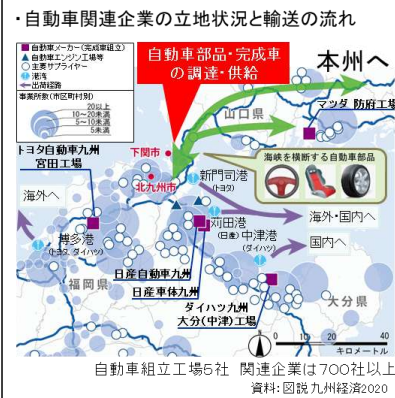 ・自動車関連企業の立地状況と輸送の流れ
自動車メーカー(完成車組立)
自動車エンジン工場等
主要サプライヤー
港湾
出荷経路
事業所数(市区町村別)
20以上
10～20未満
5～10未満
5未満
自動車部品・完成車
の調達・供給
本州へ
山口県
マツダ 防府工場
トヨタ自動車九州
宮田工場
下関市
北九州市
海峡を横断する自動車部品
新門司港
(トヨタ)
海外へ
海外・国内へ
博多港
(トヨタ、ダイハツ)
苅田港
(日産)
中津港
(ダイハツ)
国内へ
日産自動車九州
日産車体九州
福岡県
ダイハツ九州
大分(中津)工場
大分県
0 10 20 40
キロメートル
自動車組立工場5社 関連企業は700社以上
資料:図説九州経済2020